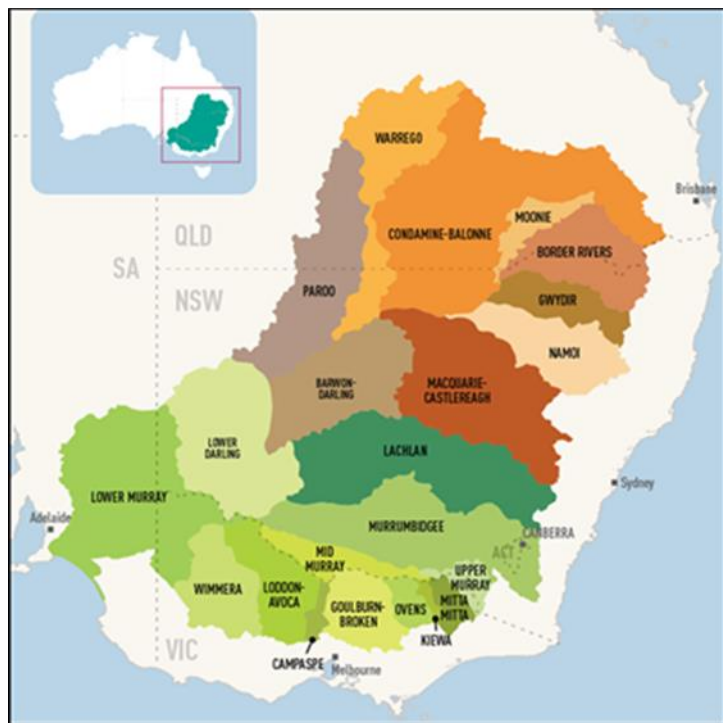 WARREGO
Brisbane
MOONIE
CONDAMINE-BALONNE
QLD
BORDER RIVERS
SA
PAROO
NSW
GWYDIR
NAMOI
BARWON-
DARLING
MACQUARIE-
CASTLEREAGH
LOWER
DARLING
LACHLAN
Sydney
LOWER MURRAY
Adelaide
MURRUMBIDGEE
CANBERRA
ACT
MID
MURRAY
UPPER
MURRAY
WIMMERA
LODDON-
AVOCA
GOULBURN-
BROKEN
OVENS
MITTA
MITTA
KIEWA
VIC
CAMPASPE
Melbourne